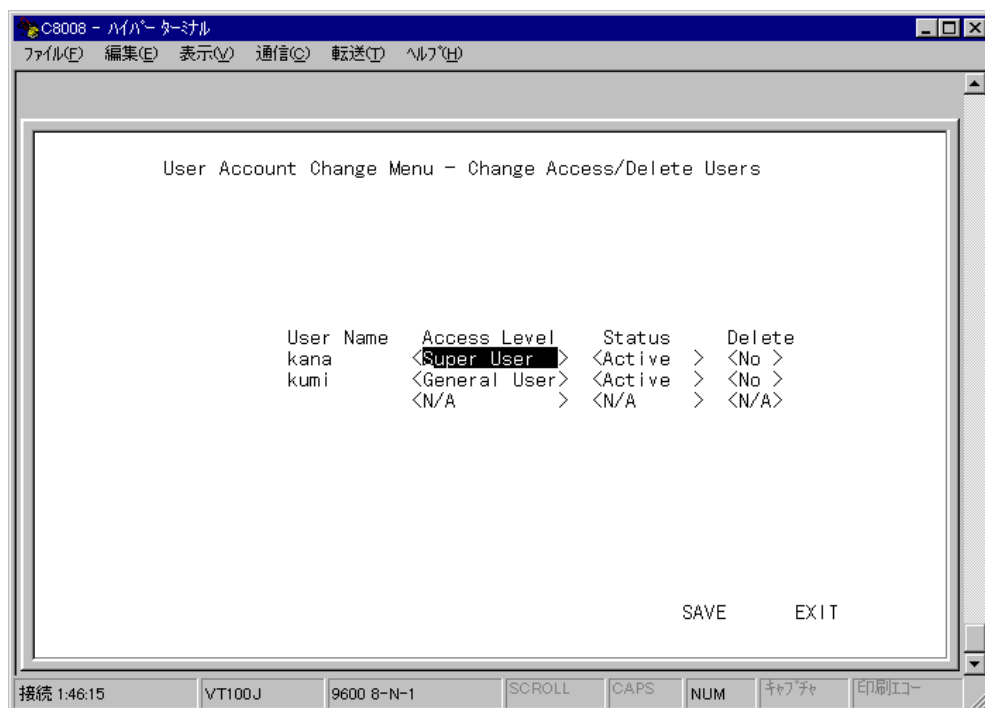 C8008 - ﾊｲﾊﾟｰ ﾀｰﾐﾅﾙ
ﾌｧｲﾙ(F) 編集(E) 表示(V) 通信(C) 転送(T) ﾍﾙﾌﾟ(H)
User Account Change Menu - Change Access/Delete Users
User Name Access Level Status Delete
kana <Super User > <Active > <No >
kumi <General User> <Active > <No >
<N/A > <N/A > <N/A>
SAVE EXIT
接続 1:46:15 VT100J 9600 8-N-1 SCROLL CAPS NUM ｷｬﾌﾟﾁｬ 印刷ｴｺｰ